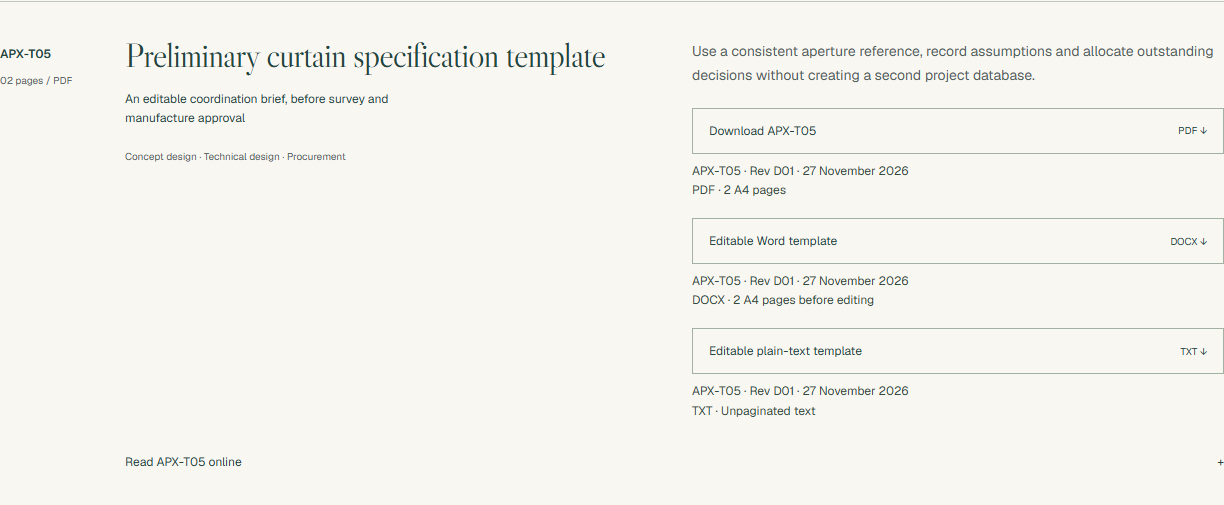 APX-T05
02 pages / PDF
Preliminary curtain specification template
An editable coordination brief, before survey and
manufacture approval
Concept design · Technical design · Procurement
Use a consistent aperture reference, record assumptions and allocate outstanding
decisions without creating a second project database.
Download APX-T05 PDF ↓
APX-T05 · Rev D01 · 27 November 2026
PDF · 2 A4 pages
Editable Word template DOCX ↓
APX-T05 · Rev D01 · 27 November 2026
DOCX · 2 A4 pages before editing
Editable plain-text template TXT ↓
APX-T05 · Rev D01 · 27 November 2026
TXT · Unpaginated text
Read APX-T05 online +